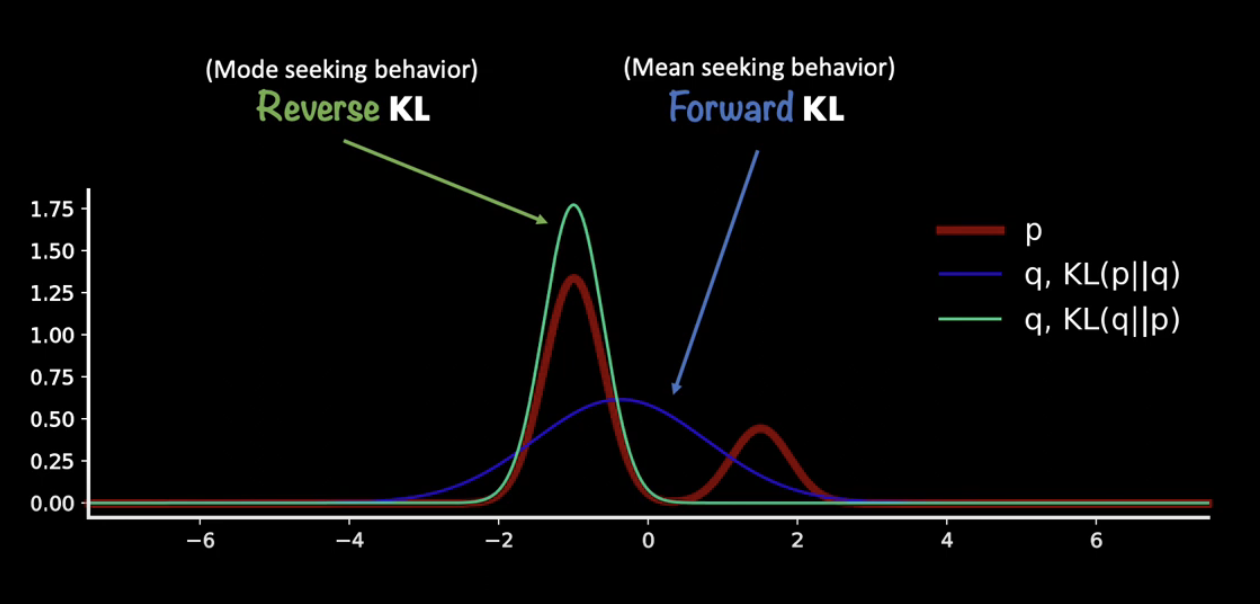 (Mode seeking behavior)
Reverse KL
(Mean seeking behavior)
Forward KL
1.75
1.50
1.25
1.00
0.75
0.50
0.25
0.00
p
q, KL(p||q)
q, KL(q||p)
−6
−4
−2
0
2
4
6